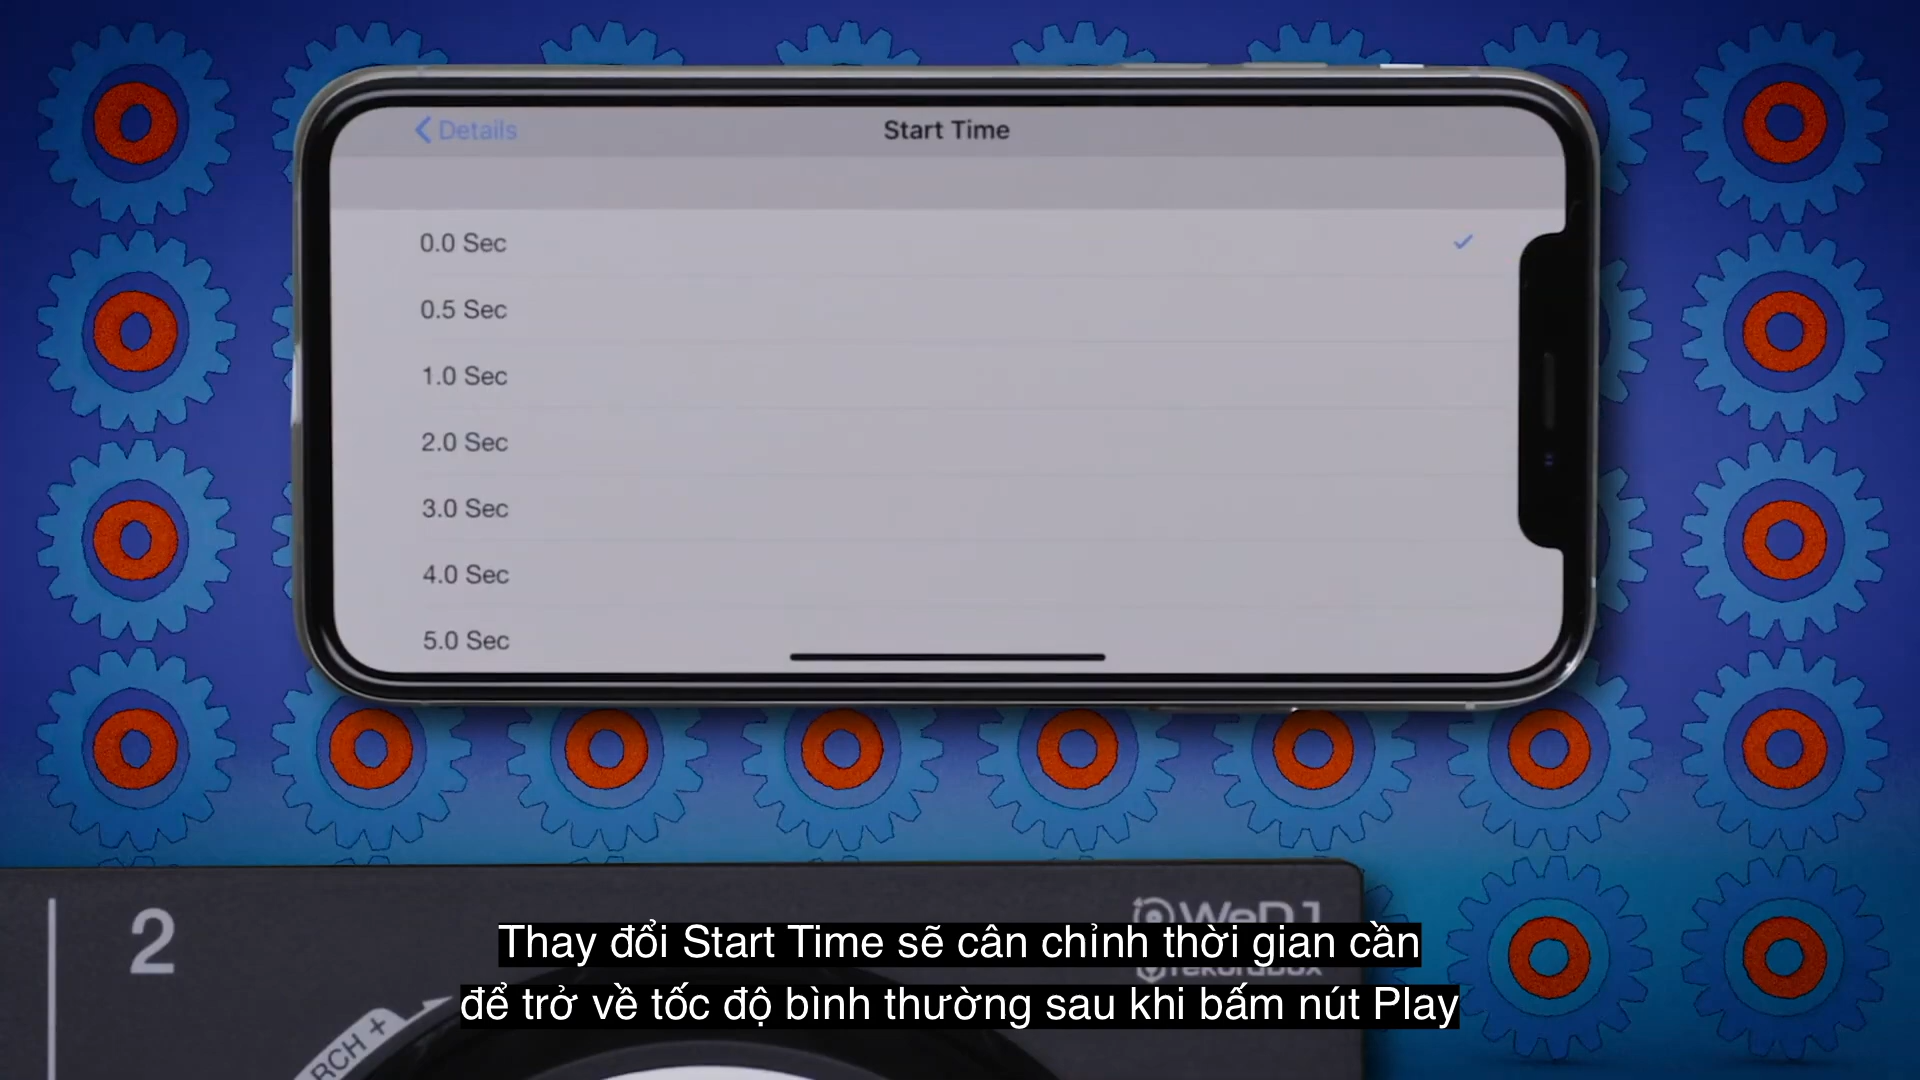 Details
Start Time
0.0 Sec
0.5 Sec
1.0 Sec
2.0 Sec
3.0 Sec
4.0 Sec
5.0 Sec
2
WeDJ
rekordbox
RCH +
Thay đổi Start Time sẽ cân chỉnh thời gian cần
để trở về tốc độ bình thường sau khi bấm nút Play